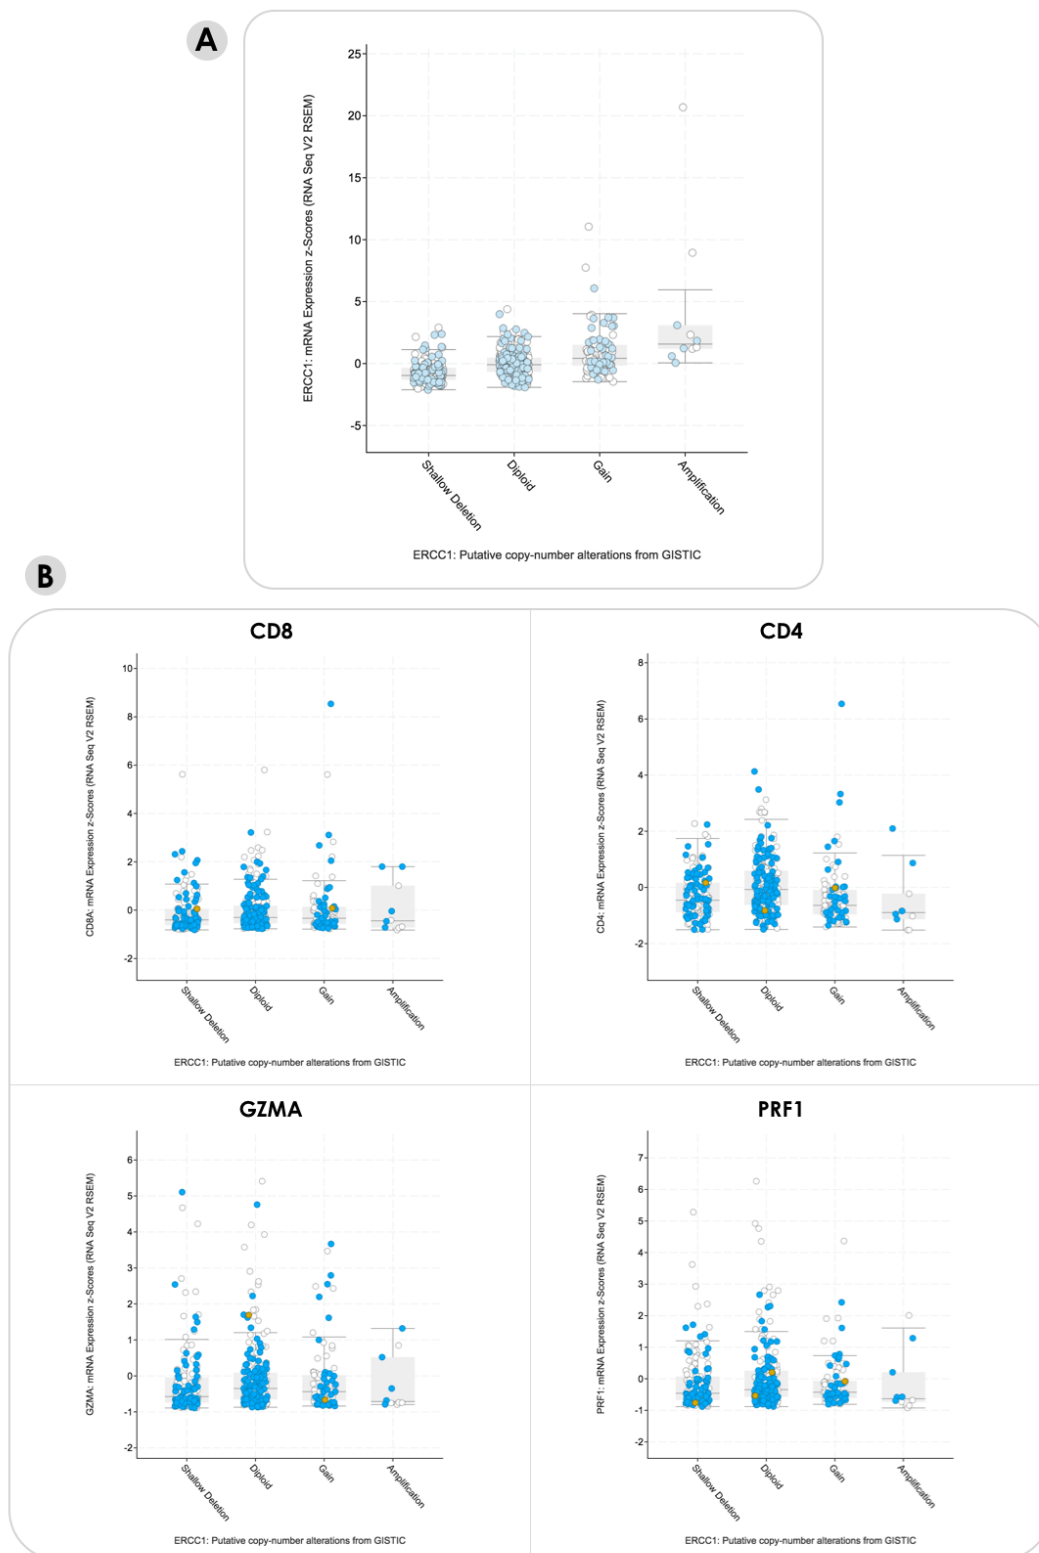 A
ERCC1: mRNA Expression z-Scores (RNA Seq V2 RSEM)
25
20
15
10
5
0
-5
Shallow Deletion
Diploid
Gain
Amplification
ERCC1: Putative copy-number alterations from GISTIC
B
CD8
CD8A: mRNA Expression z-Scores (RNA Seq V2 RSEM)
10
8
6
4
2
0
-2
Shallow Deletion
Diploid
Gain
Amplification
ERCC1: Putative copy-number alterations from GISTIC
CD4
CD4: mRNA Expression z-Scores (RNA Seq V2 RSEM)
8
6
4
2
0
-2
Shallow Deletion
Diploid
Gain
Amplification
ERCC1: Putative copy-number alterations from GISTIC
GZMA
GZMA: mRNA Expression z-Scores (RNA Seq V2 RSEM)
6
5
4
3
2
1
0
-1
-2
Shallow Deletion
Diploid
Gain
Amplification
ERCC1: Putative copy-number alterations from GISTIC
PRF1
PRF1: mRNA Expression z-Scores (RNA Seq V2 RSEM)
7
6
5
4
3
2
1
0
-1
-2
Shallow Deletion
Diploid
Gain
Amplification
ERCC1: Putative copy-number alterations from GISTIC